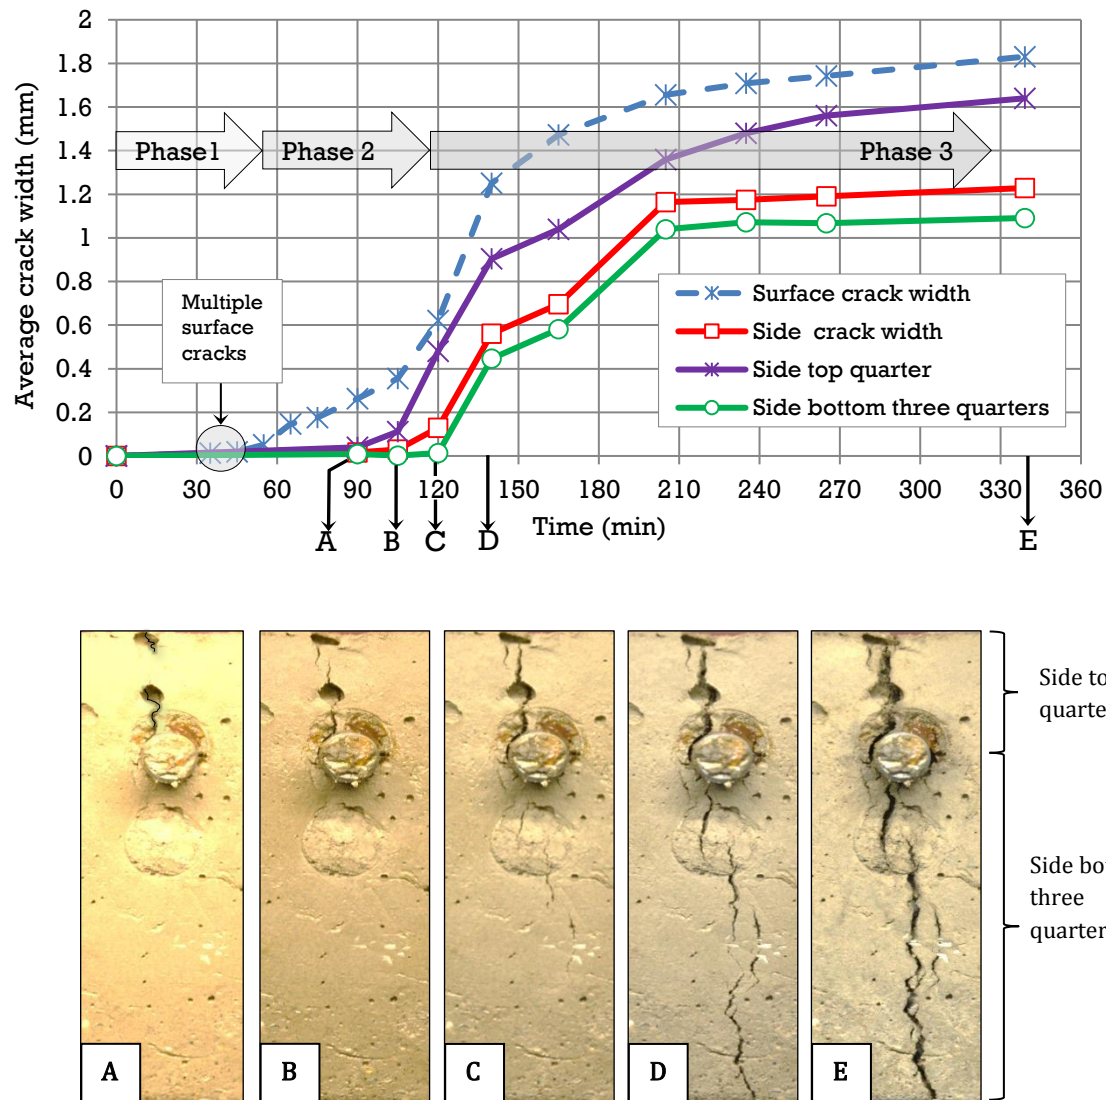 2
1.8
1.6
1.4
1.2
1
0.8
0.6
0.4
0.2
0
Average crack width (mm)
Phase1
Phase 2
Phase 3
Multiple
surface
cracks
Surface crack width
Side crack width
Side top quarter
Side bottom three quarters
0 30 60 90 120 150 180 210 240 270 300 330 360
Time (min)
A B C D E
Side to
quarte
Side bo
three
quarter
A B C D E